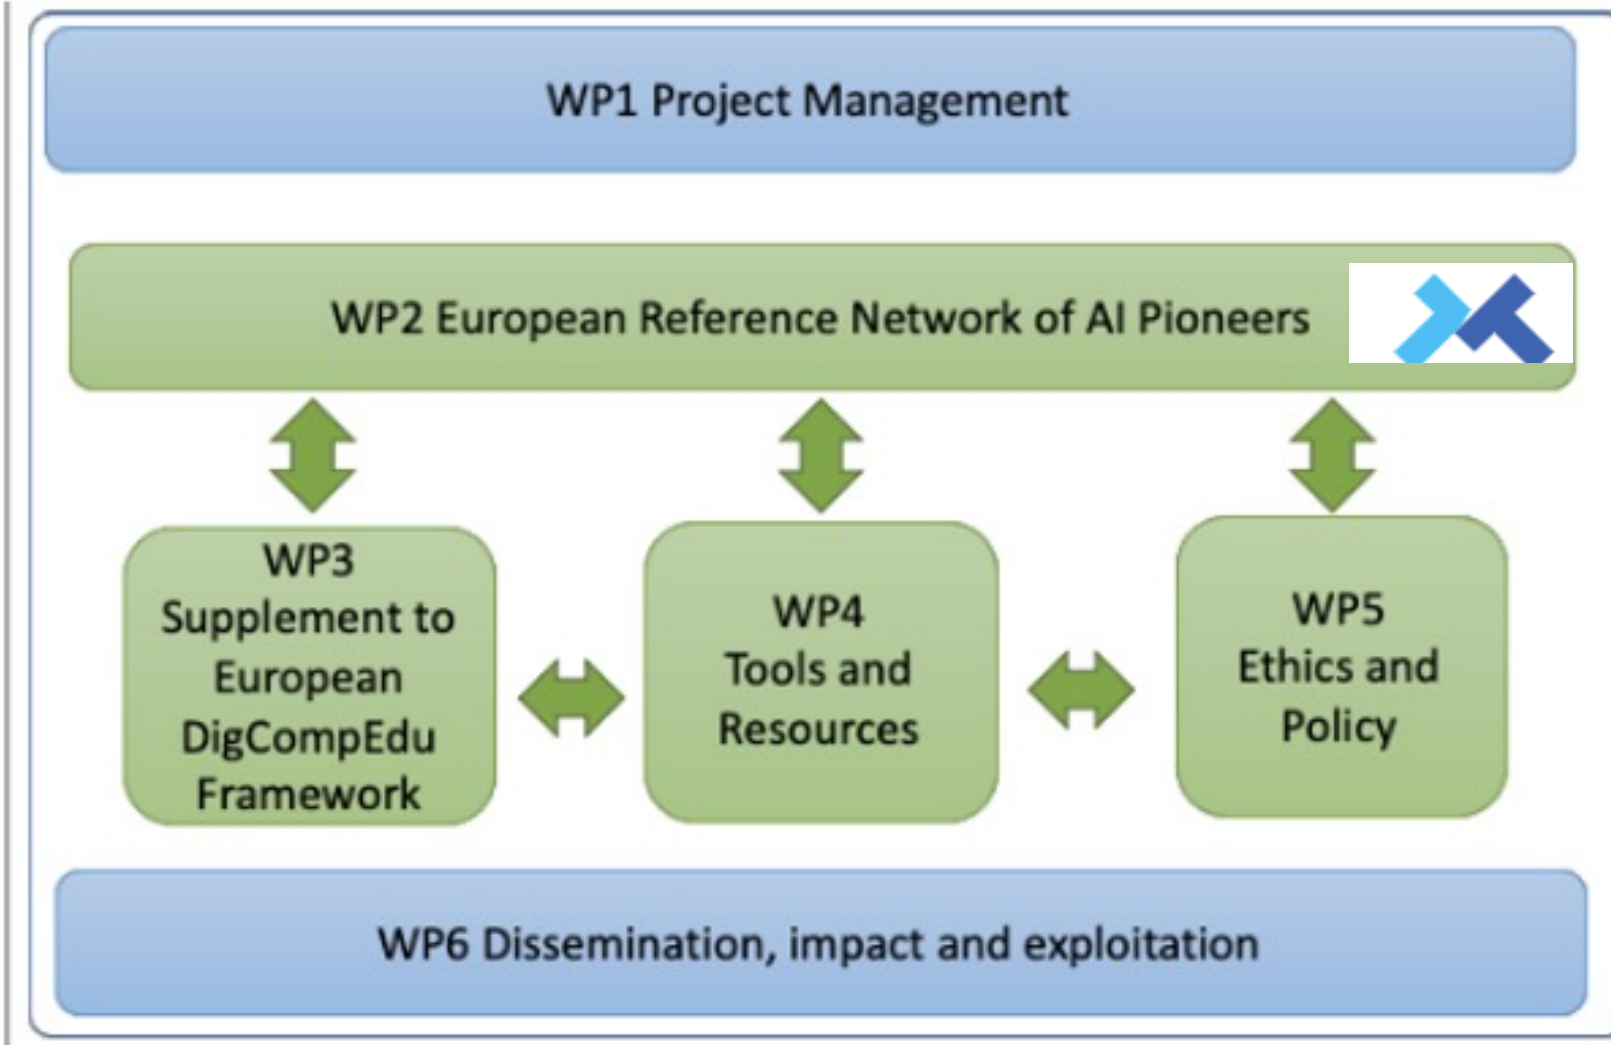 WP1 Project Management
WP2 European Reference Network of AI Pioneers
WP3
Supplement to
European
DigCompEdu
Framework
WP4
Tools and
Resources
WP5
Ethics and
Policy
WP6 Dissemination, impact and exploitation